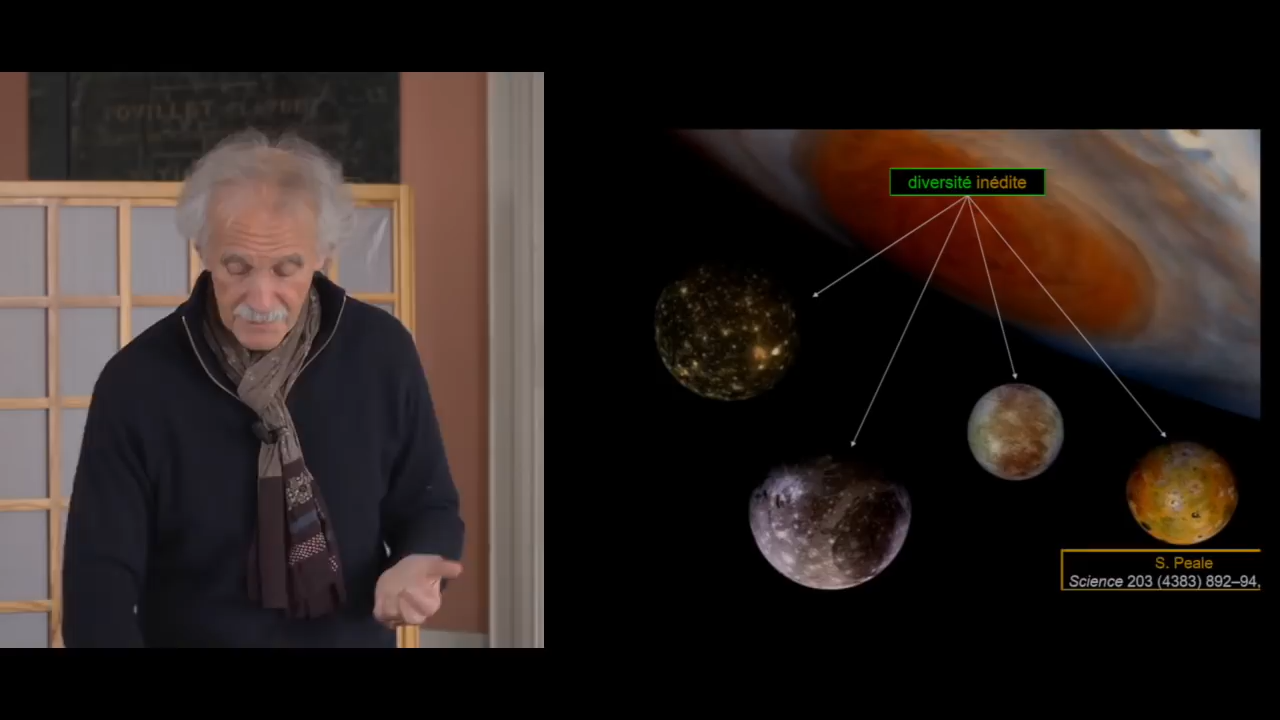 diversité inédite
S. Peale
Science 203 (4383) 892–94,